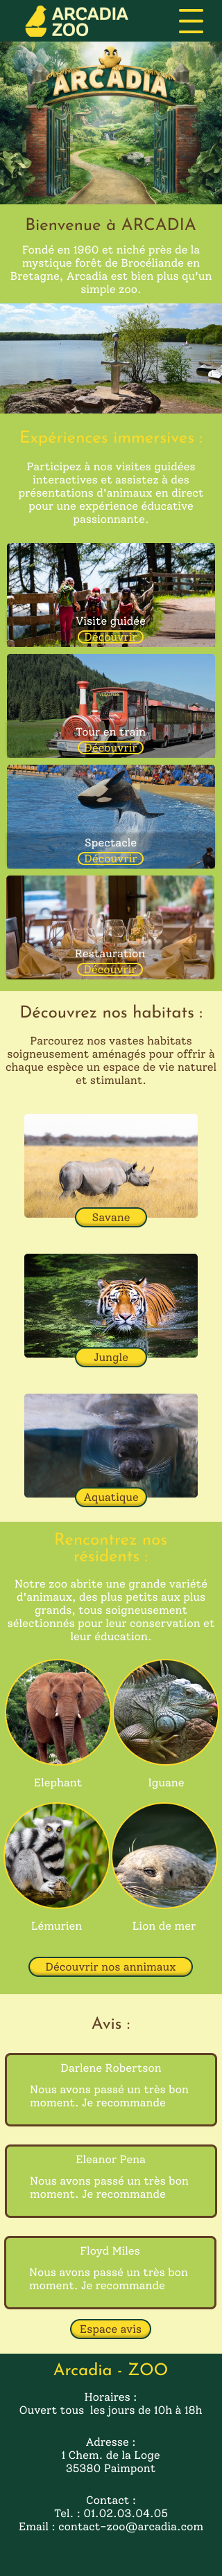 ARCADIA
ZOO
ARCADIA
Bienvenue à ARCADIA
Fondé en 1960 et niché près de la
mystique forêt de Brocéliande en
Bretagne, Arcadia est bien plus qu'un
simple zoo.
Expériences immersives :
Participez à nos visites guidées
interactives et assistez à des
présentations d'animaux en direct
pour une expérience éducative
passionnante.
Visite guidée
Découvrir
Tour en train
Découvrir
Spectacle
Découvrir
Restauration
Découvrir
Découvrez nos habitats :
Parcourez nos vastes habitats
soigneusement aménagés pour offrir à
chaque espèce un espace de vie naturel
et stimulant.
Savane
Jungle
Aquatique
Rencontrez nos
résidents :
Notre zoo abrite une grande variété
d'animaux, des plus petits aux plus
grands, tous soigneusement
sélectionnés pour leur conservation et
leur éducation.
Elephant
Iguane
Lémurien
Lion de mer
Découvrir nos annimaux
Avis :
Darlene Robertson
Nous avons passé un très bon
moment. Je recommande
Eleanor Pena
Nous avons passé un très bon
moment. Je recommande
Floyd Miles
Nous avons passé un très bon
moment. Je recommande
Espace avis
Arcadia - ZOO
Horaires :
Ouvert tous les jours de 10h à 18h
Adresse :
1 Chem. de la Loge
35380 Paimpont
Contact :
Tel. : 01.02.03.04.05
Email : contact-zoo@arcadia.com